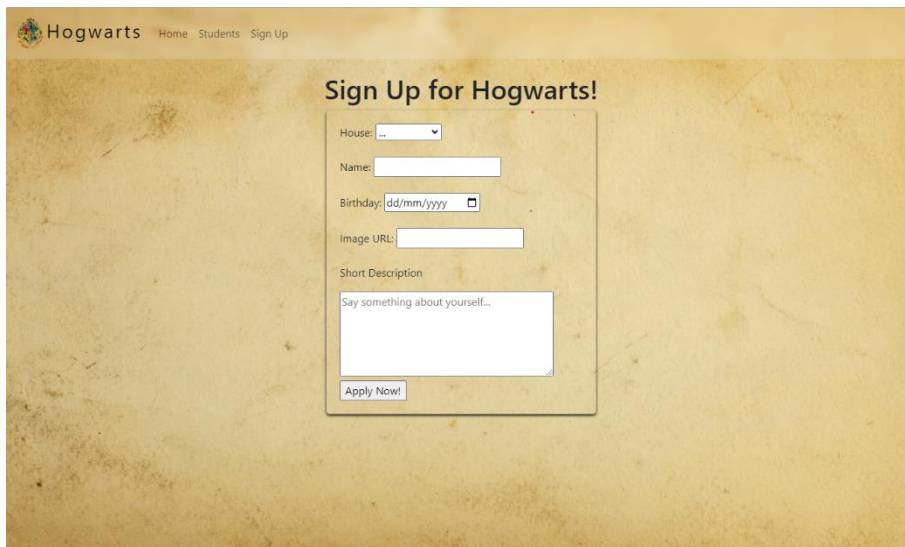 Hogwarts Home Students Sign Up
Sign Up for Hogwarts!
House: ...
Name:
Birthday: dd/mm/yyyy
Image URL:
Short Description
Say something about yourself...
Apply Now!